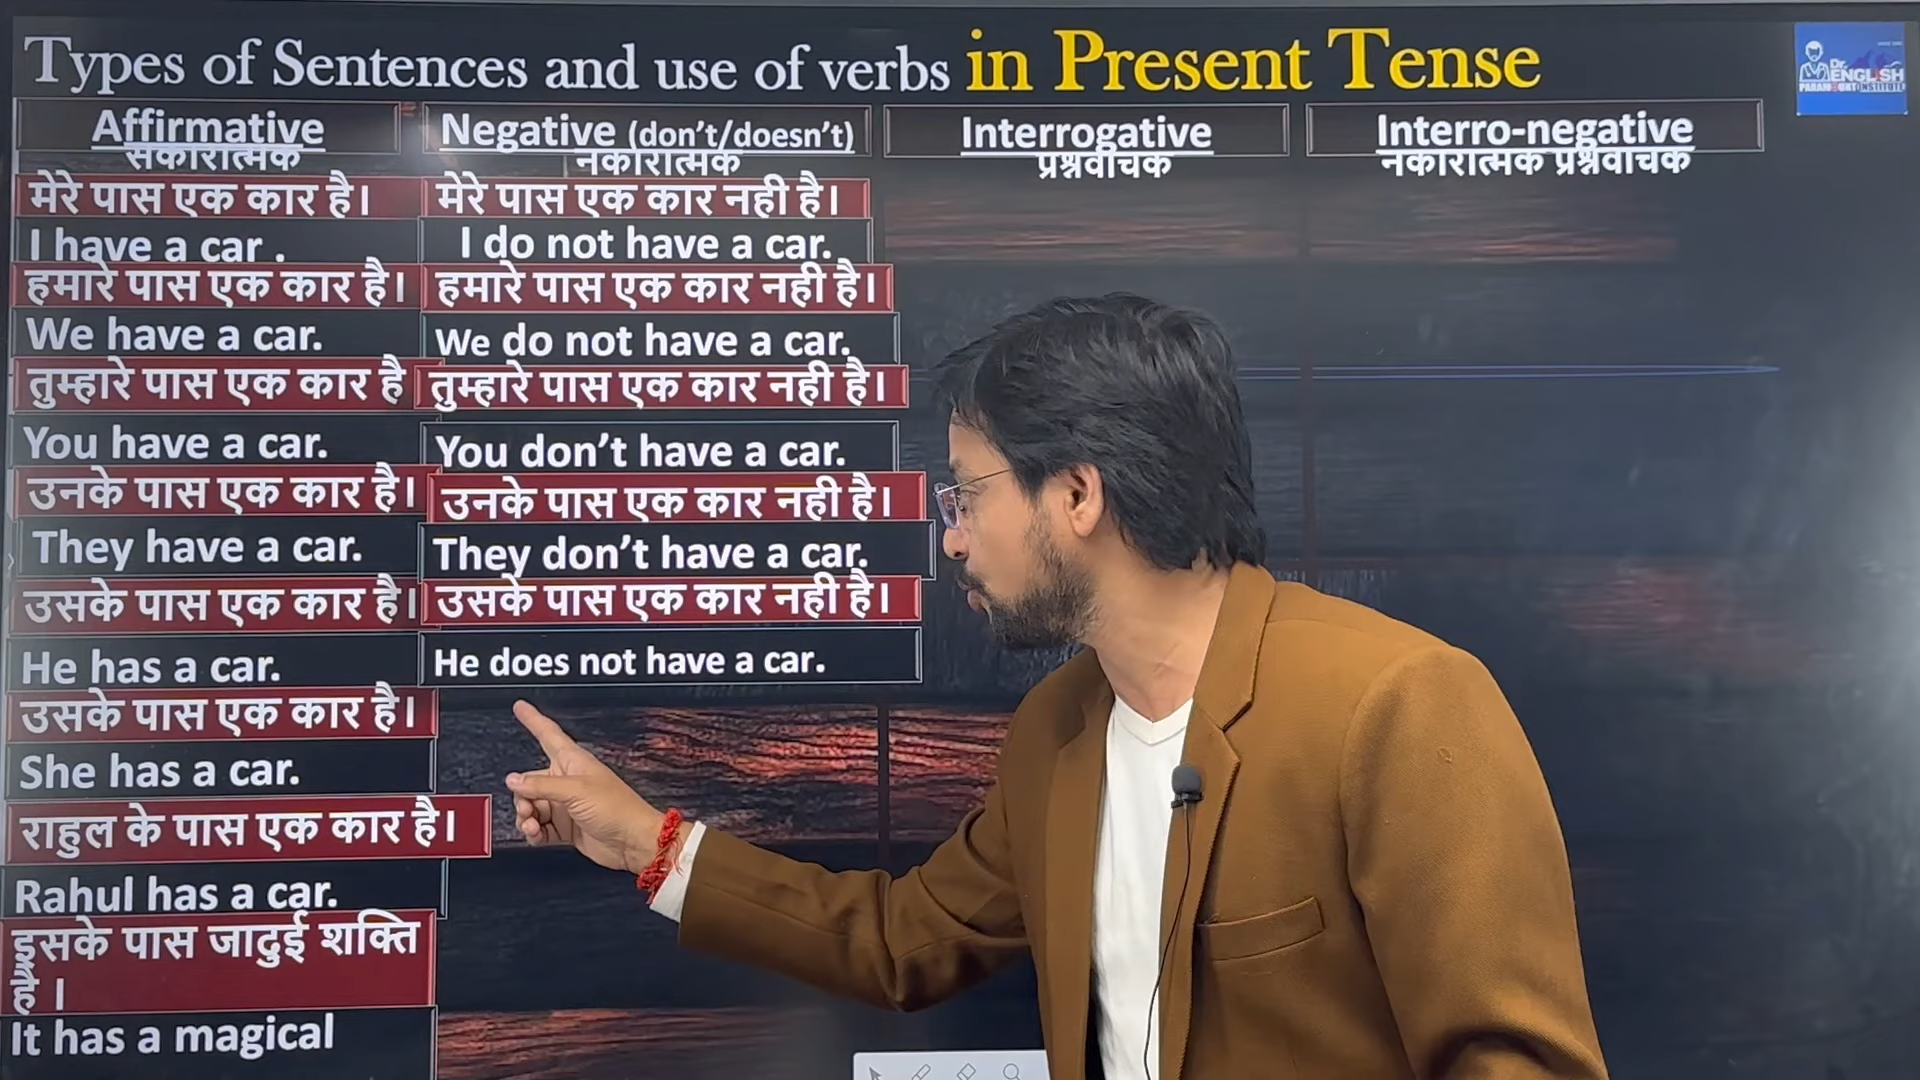 Types of Sentences and use of verbs in Present Tense
Dr.
ENGLISH
PARAMOUNT INSTITUTE
Affirmative
सकारात्मक
मेरे पास एक कार है।
I have a car .
हमारे पास एक कार है।
We have a car.
तुम्हारे पास एक कार है
You have a car.
उनके पास एक कार है।
They have a car.
उसके पास एक कार है।
He has a car.
उसके पास एक कार है।
She has a car.
राहुल के पास एक कार है।
Rahul has a car.
इसके पास जादुई शक्ति
है ।
It has a magical
Negative (don’t/doesn’t)
नकारात्मक
मेरे पास एक कार नही है।
I do not have a car.
हमारे पास एक कार नही है।
We do not have a car.
तुम्हारे पास एक कार नही है।
You don’t have a car.
उनके पास एक कार नही है।
They don’t have a car.
उसके पास एक कार नही है।
He does not have a car.
Interrogative
प्रश्नवाचक
Interro-negative
नकारात्मक प्रश्नवाचक